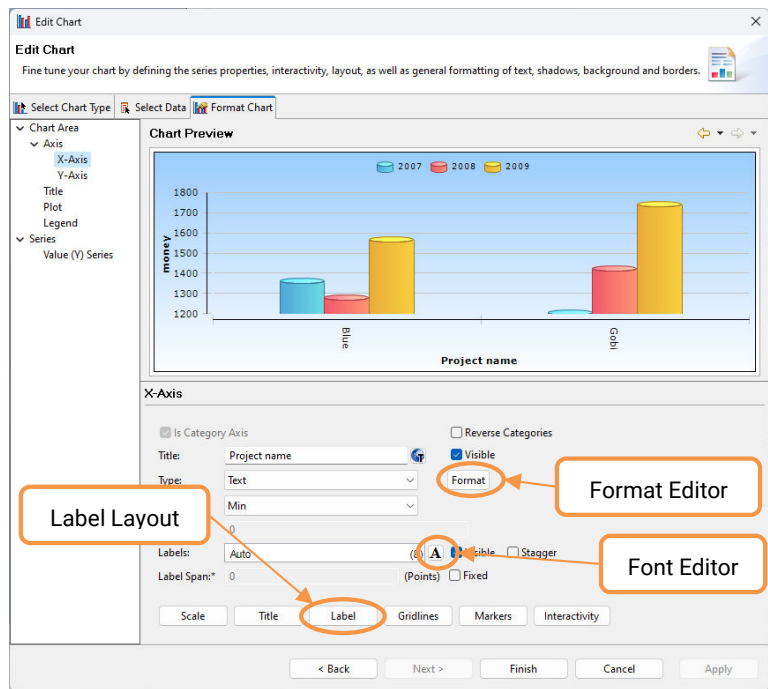 Edit Chart
Edit Chart
Fine tune your chart by defining the series properties, interactivity, layout, as well as general formatting of text, shadows, background and borders.
Select Chart Type Select Data Format Chart
Chart Area
Axis
X-Axis
Y-Axis
Title
Plot
Legend
Series
Value (Y) Series
Chart Preview
2007 2008 2009
1800
1700
1600
1500
1400
1300
1200
money
Blue
Gobi
Project name
X-Axis
Is Category Axis Reverse Categories
Title: Project name Visible
Type: Text Format
Format Editor
Min
Label Layout
0
Labels: Auto A Visible Stagger
Font Editor
Label Span:* 0 (Points) Fixed
Scale Title Label Gridlines Markers Interactivity
< Back Next > Finish Cancel Apply